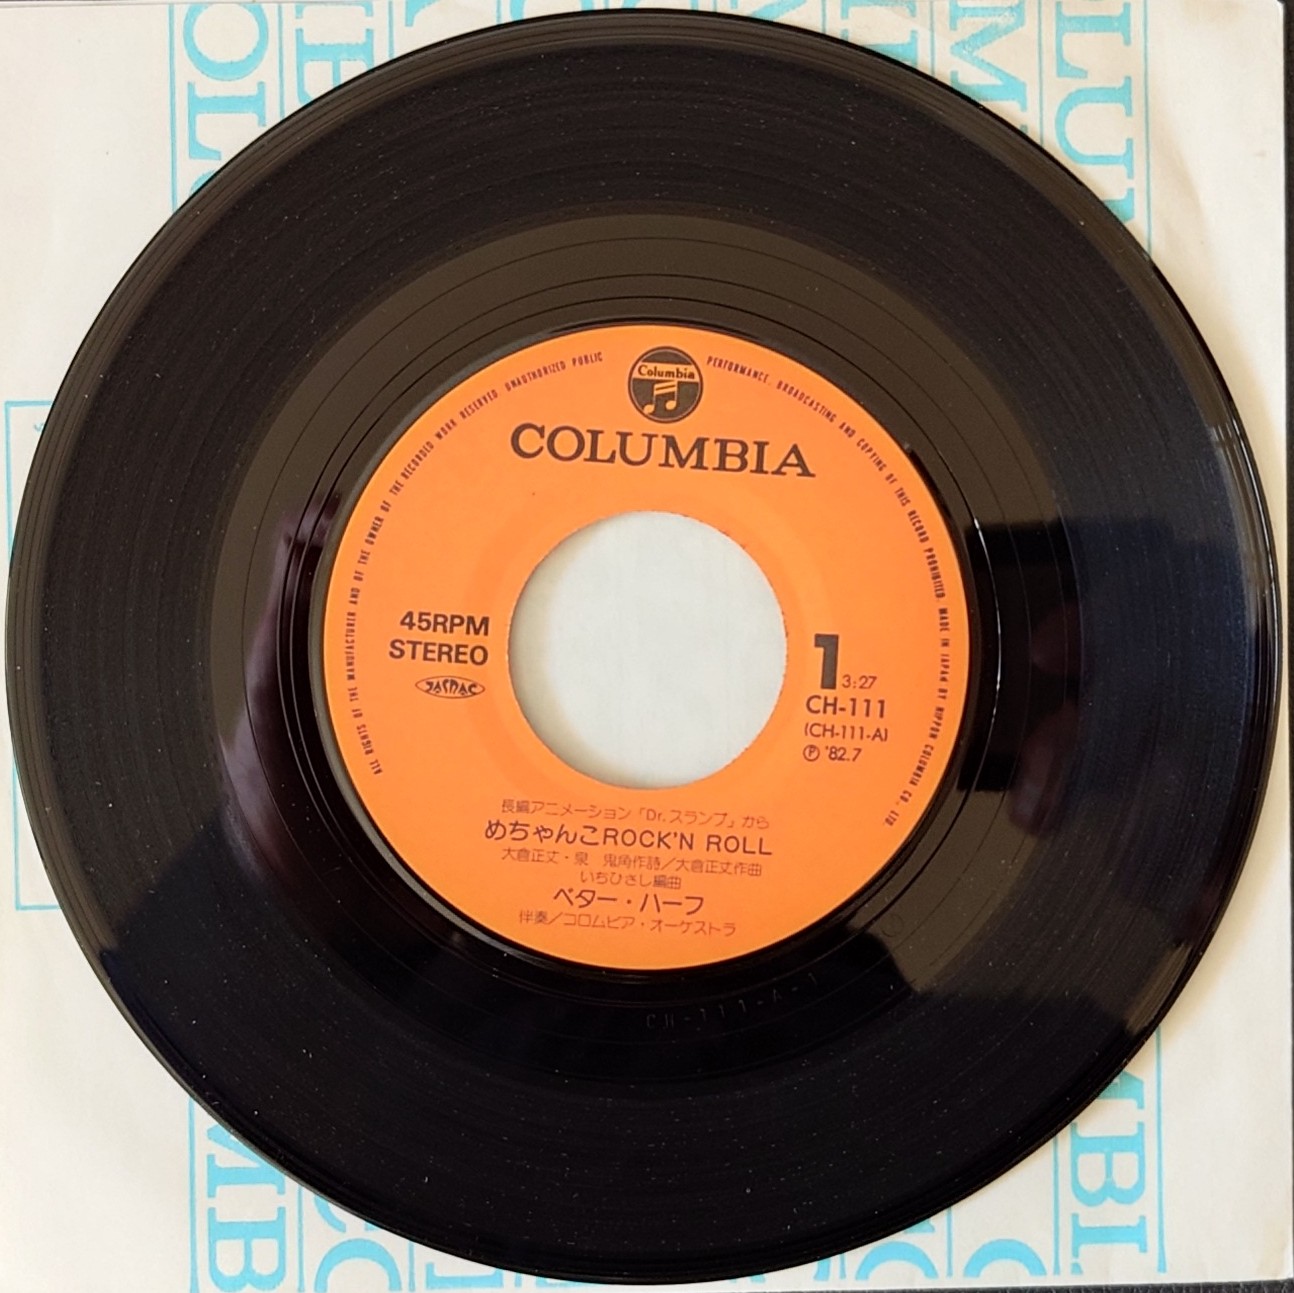 ALL RIGHTS OF THE MANUFACTURER AND OF THE OWNER OF THE RECORDED WORK RESERVED. UNAUTHORIZED PUBLIC PERFORMANCE. BROADCASTING AND COPYING OF THIS RECORD PROHIBITED. MADE IN JAPAN BY NIPPON COLUMBIA CO., LTD
Columbia
COLUMBIA
45RPM
STEREO
JASRAC
1 3:27
CH-111
(CH-111-A)
Ⓟ '82.7
長編アニメーション「Dr.スランプ」から
めちゃんこROCK'N ROLL
大倉正丈・泉 鬼角作詩/大倉正丈作曲
いちひさし編曲
ペター・ハーフ
伴奏/コロムビア・オーケストラ
CH-111-A-1